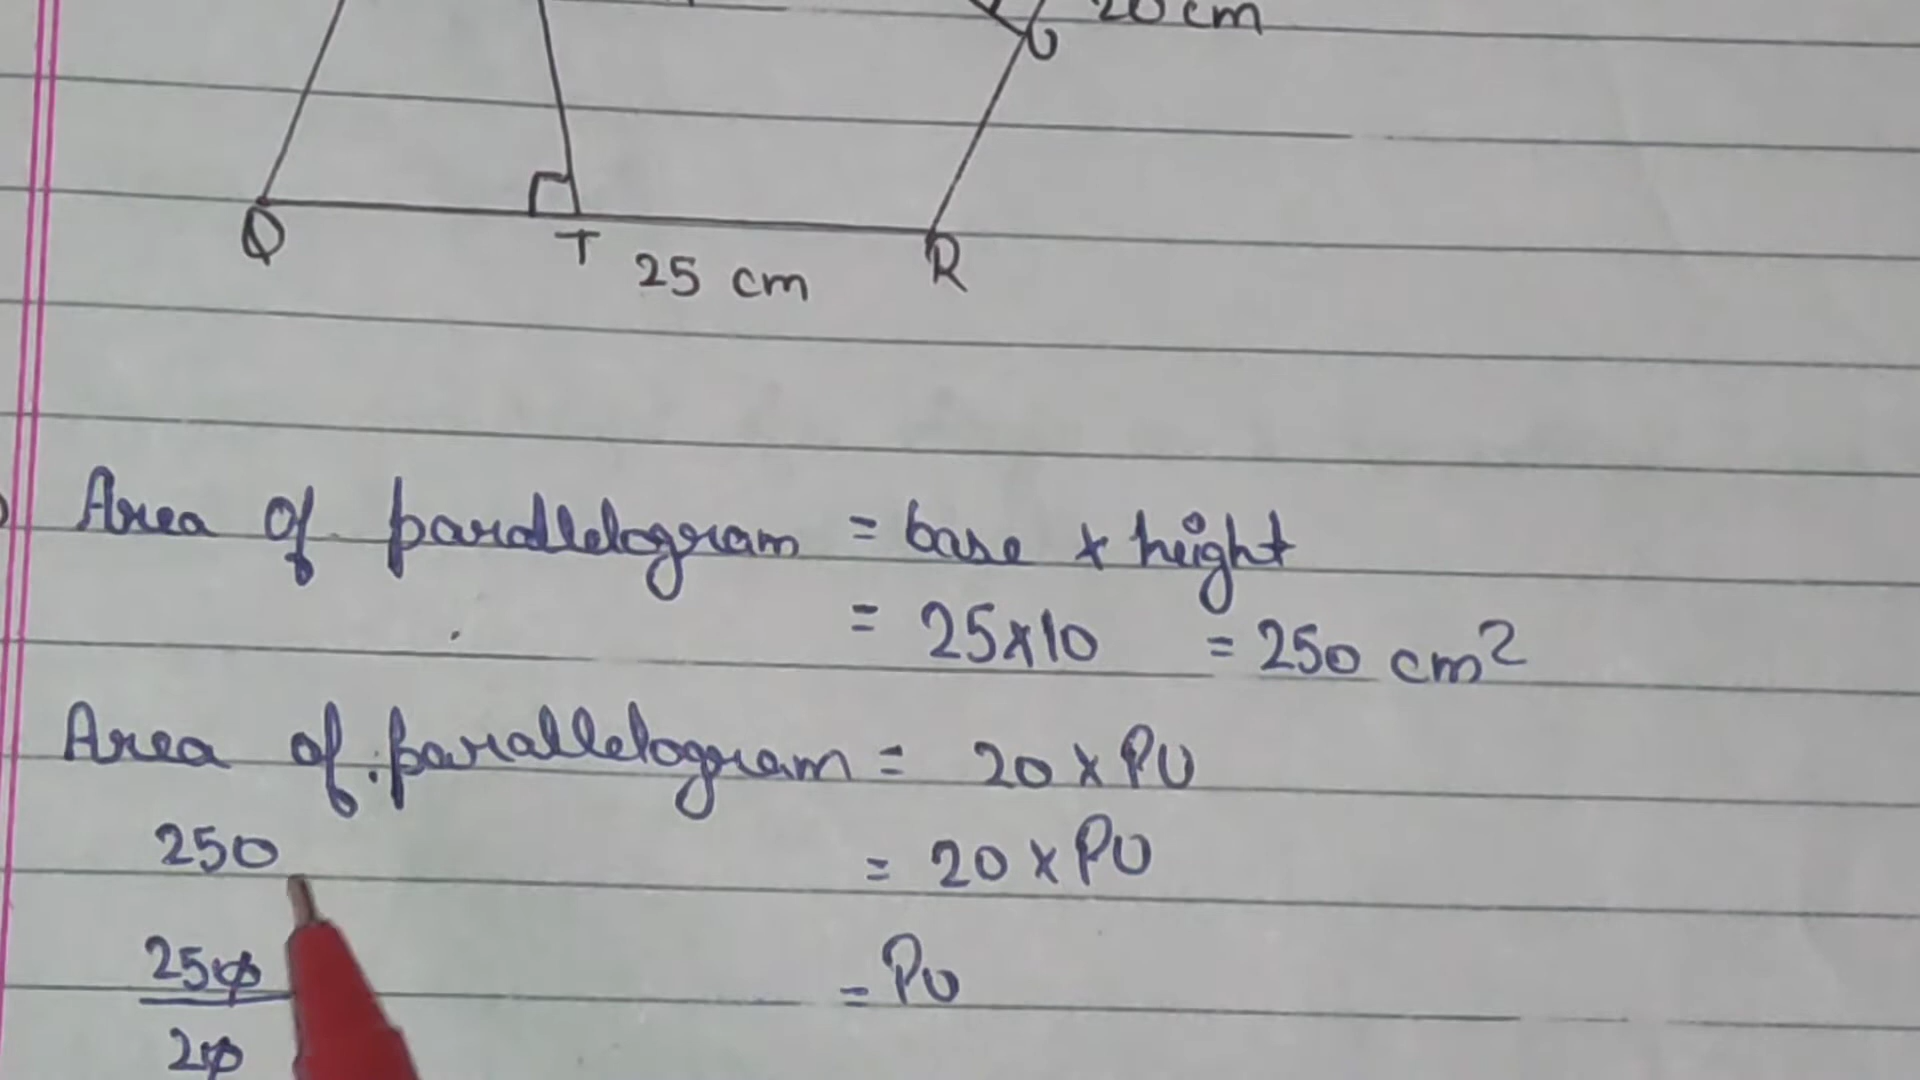 20 cm
U
Q T R
25 cm
Area of parallelogram = base × height
= 25×10 = 250 cm²
Area of parallelogram = 20 × PU
250 = 20 × PU
250 = PU
20